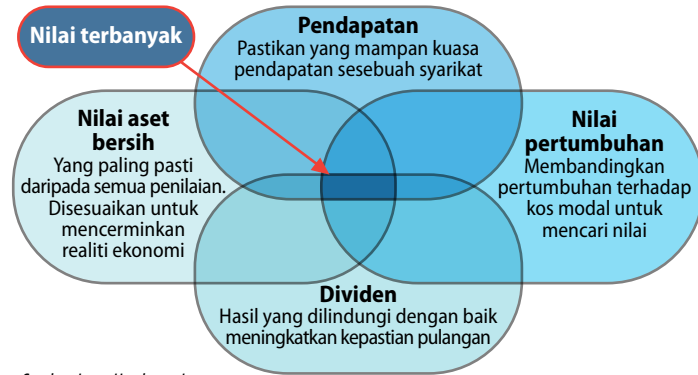 Nilai terbanyak
Pendapatan
Pastikan yang mampan kuasa
pendapatan sesebuah syarikat
Nilai aset
bersih
Yang paling pasti
daripada semua penilaian.
Disesuaikan untuk
mencerminkan
realiti ekonomi
Nilai
pertumbuhan
Membandingkan
pertumbuhan terhadap
kos modal untuk
mencari nilai
Dividen
Hasil yang dilindungi dengan baik
meningkatkan kepastian pulangan